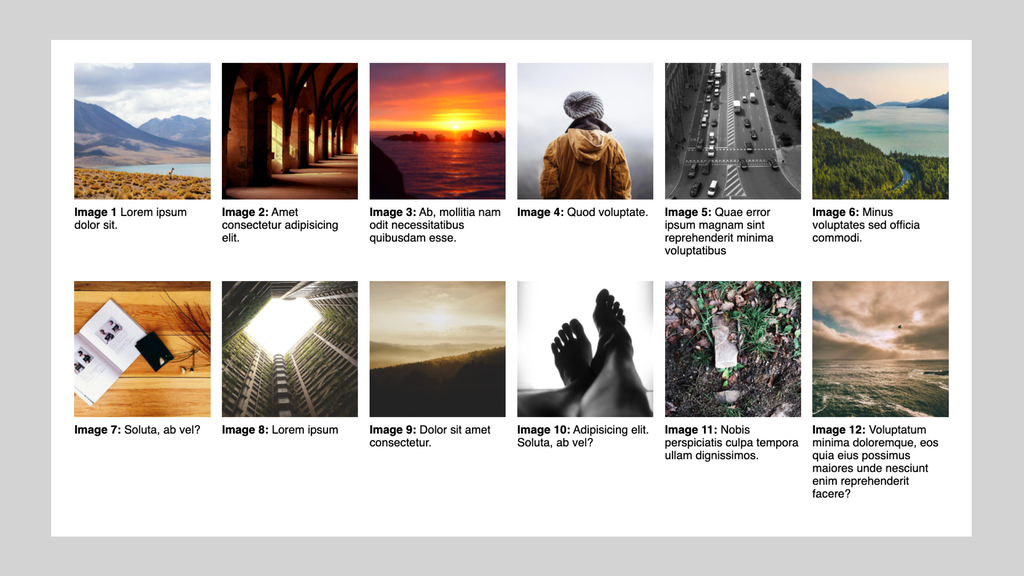 Image 1 Lorem ipsum
dolor sit.
Image 2: Amet
consectetur adipisicing
elit.
Image 3: Ab, mollitia nam
odit necessitatibus
quibusdam esse.
Image 4: Quod voluptate.
Image 5: Quae error
ipsum magnam sint
reprehenderit minima
voluptatibus
Image 6: Minus
voluptates sed officia
commodi.
Image 7: Soluta, ab vel?
Image 8: Lorem ipsum
Image 9: Dolor sit amet
consectetur.
Image 10: Adipisicing elit.
Soluta, ab vel?
Image 11: Nobis
perspiciatis culpa tempora
ullam dignissimos.
Image 12: Voluptatum
minima doloremque, eos
quia eius possimus
maiores unde nesciunt
enim reprehenderit
facere?